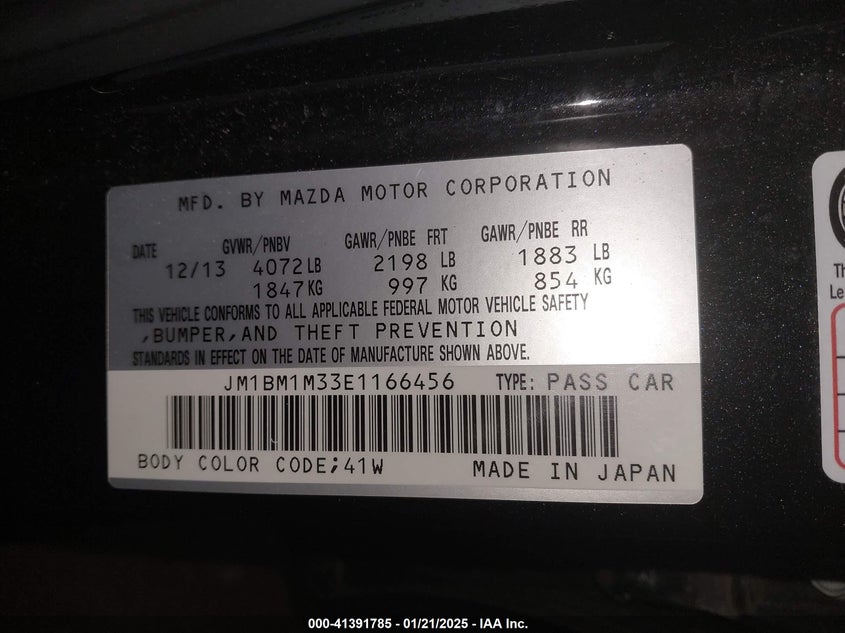 MFD. BY MAZDA MOTOR CORPORATION
DATE GVWR/PNBV GAWR/PNBE FRT GAWR/PNBE RR
12/13 4072 LB 2198 LB 1883 LB
1847 KG 997 KG 854 KG
THIS VEHICLE CONFORMS TO ALL APPLICABLE FEDERAL MOTOR VEHICLE SAFETY
,BUMPER,AND THEFT PREVENTION
STANDARDS IN EFFECT ON THE DATE OF MANUFACTURE SHOWN ABOVE.
JM1BM1M33E1166456 TYPE: PASS CAR
BODY COLOR CODE;41W MADE IN JAPAN
Th
Le
000-41391785 - 01/21/2025 - IAA Inc.